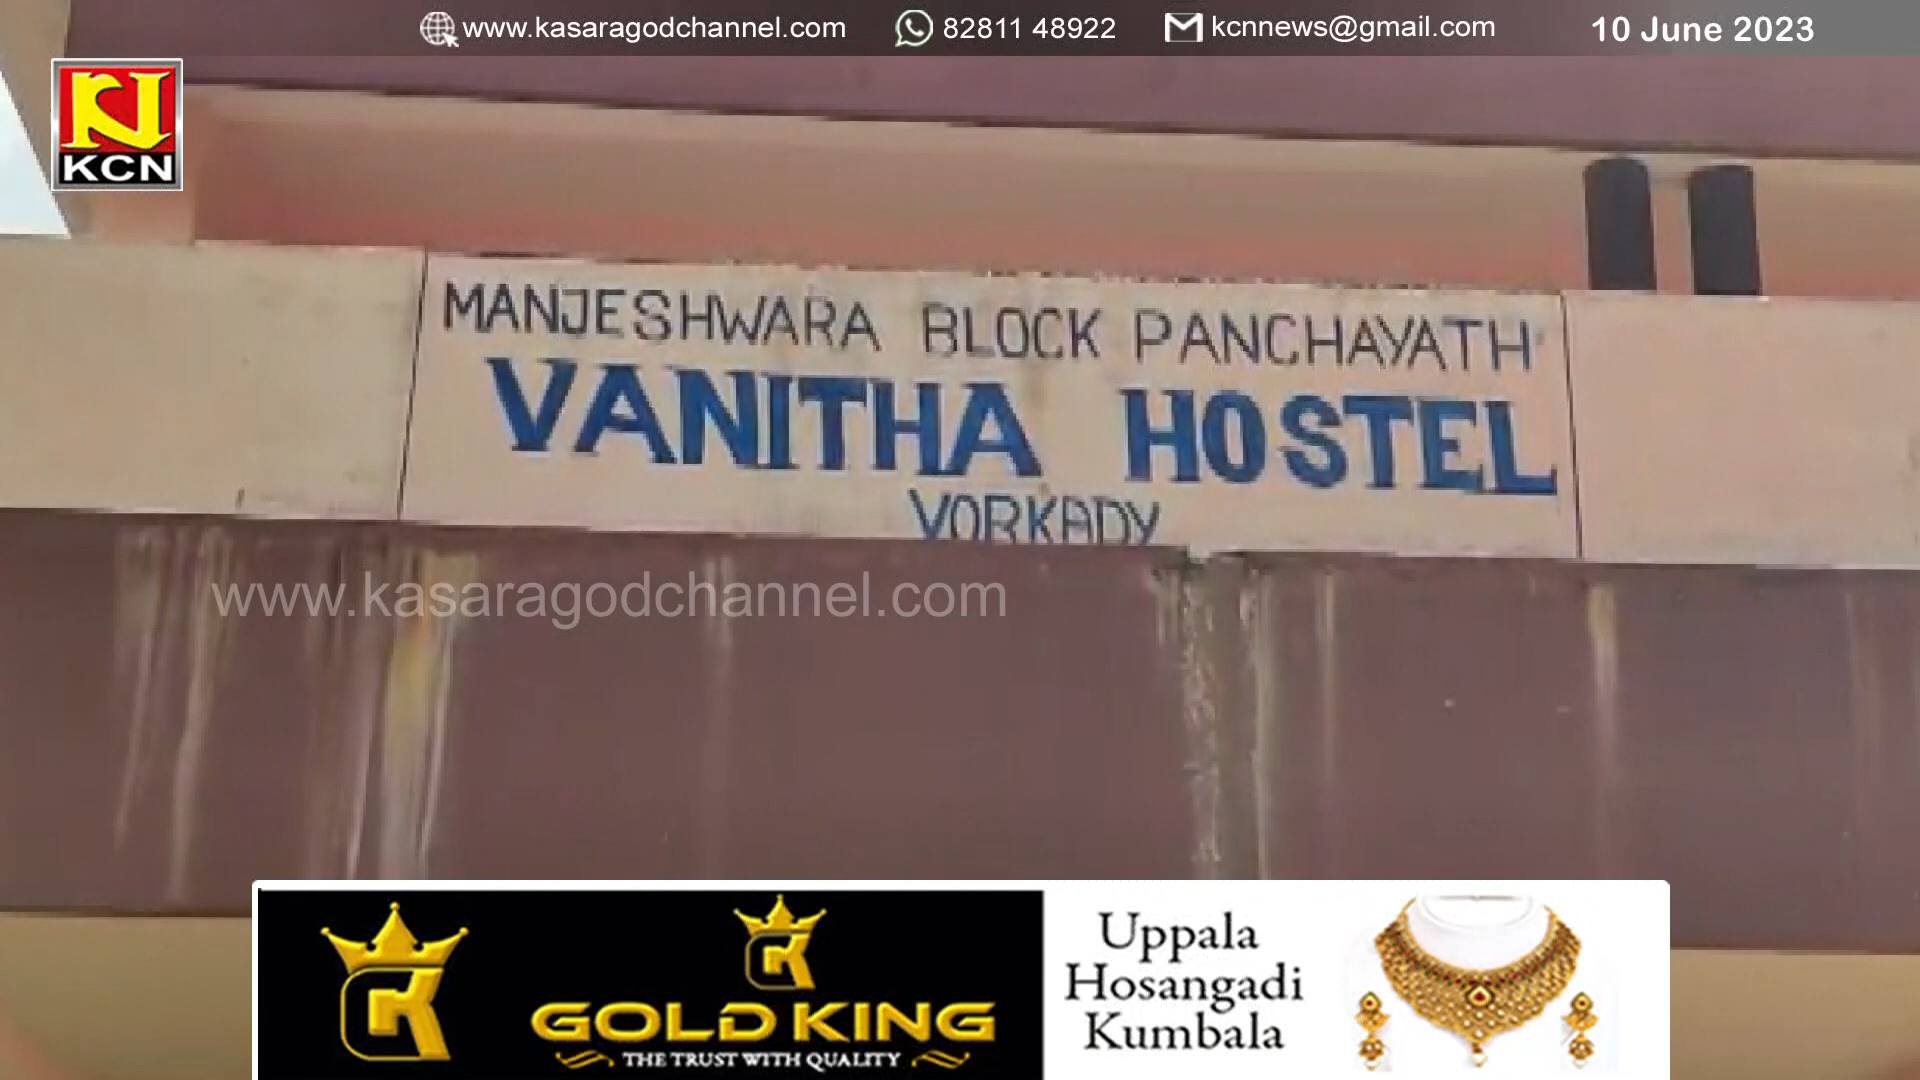 www.kasaragodchannel.com 82811 48922 kcnnews@gmail.com 10 June 2023
KCN
MANJESHWARA BLOCK PANCHAYATH
VANITHA HOSTEL
VORKADY
www.kasaragodchannel.com
GOLD KING
THE TRUST WITH QUALITY
Uppala
Hosangadi
Kumbala